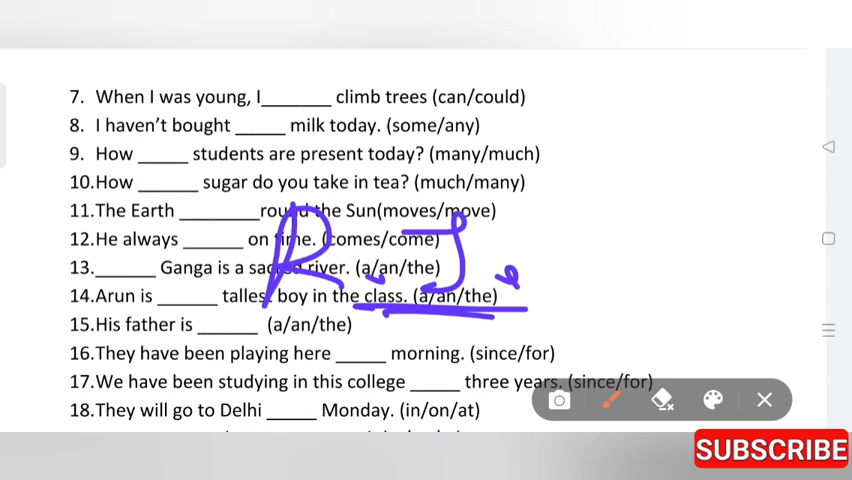 7. When I was young, I_______ climb trees (can/could)
8. I haven't bought _____ milk today. (some/any)
9. How _____ students are present today? (many/much)
10.How ______ sugar do you take in tea? (much/many)
11.The Earth ________round the Sun(moves/move)
12.He always ______ on time. (comes/come)
13.______ Ganga is a sacred river. (a/an/the)
14.Arun is ______ tallest boy in the class. (a/an/the)
15.His father is ______ (a/an/the)
16.They have been playing here _____ morning. (since/for)
17.We have been studying in this college _____ three years. (since/for)
18.They will go to Delhi _____ Monday. (in/on/at)
SUBSCRIBE